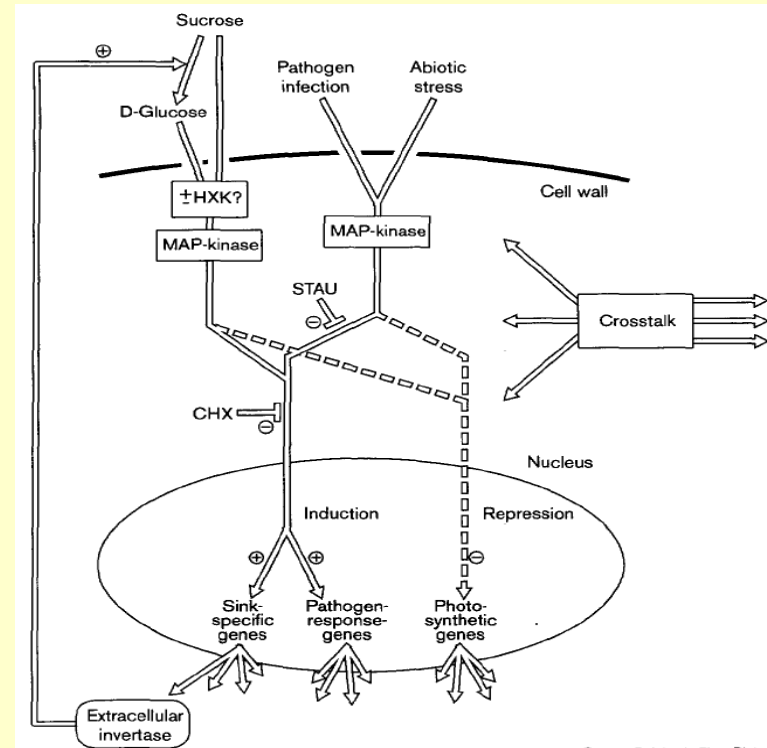 Sucrose
⊕
Pathogen
infection
Abiotic
stress
D-Glucose
Cell wall
±HXK?
MAP-kinase
MAP-kinase
STAU
⊖
Crosstalk
CHX
⊖
Nucleus
Induction
Repression
⊕
⊕
⊖
Sink-
specific
genes
Pathogen-
response-
genes
Photo-
synthetic
genes
Extracellular
invertase